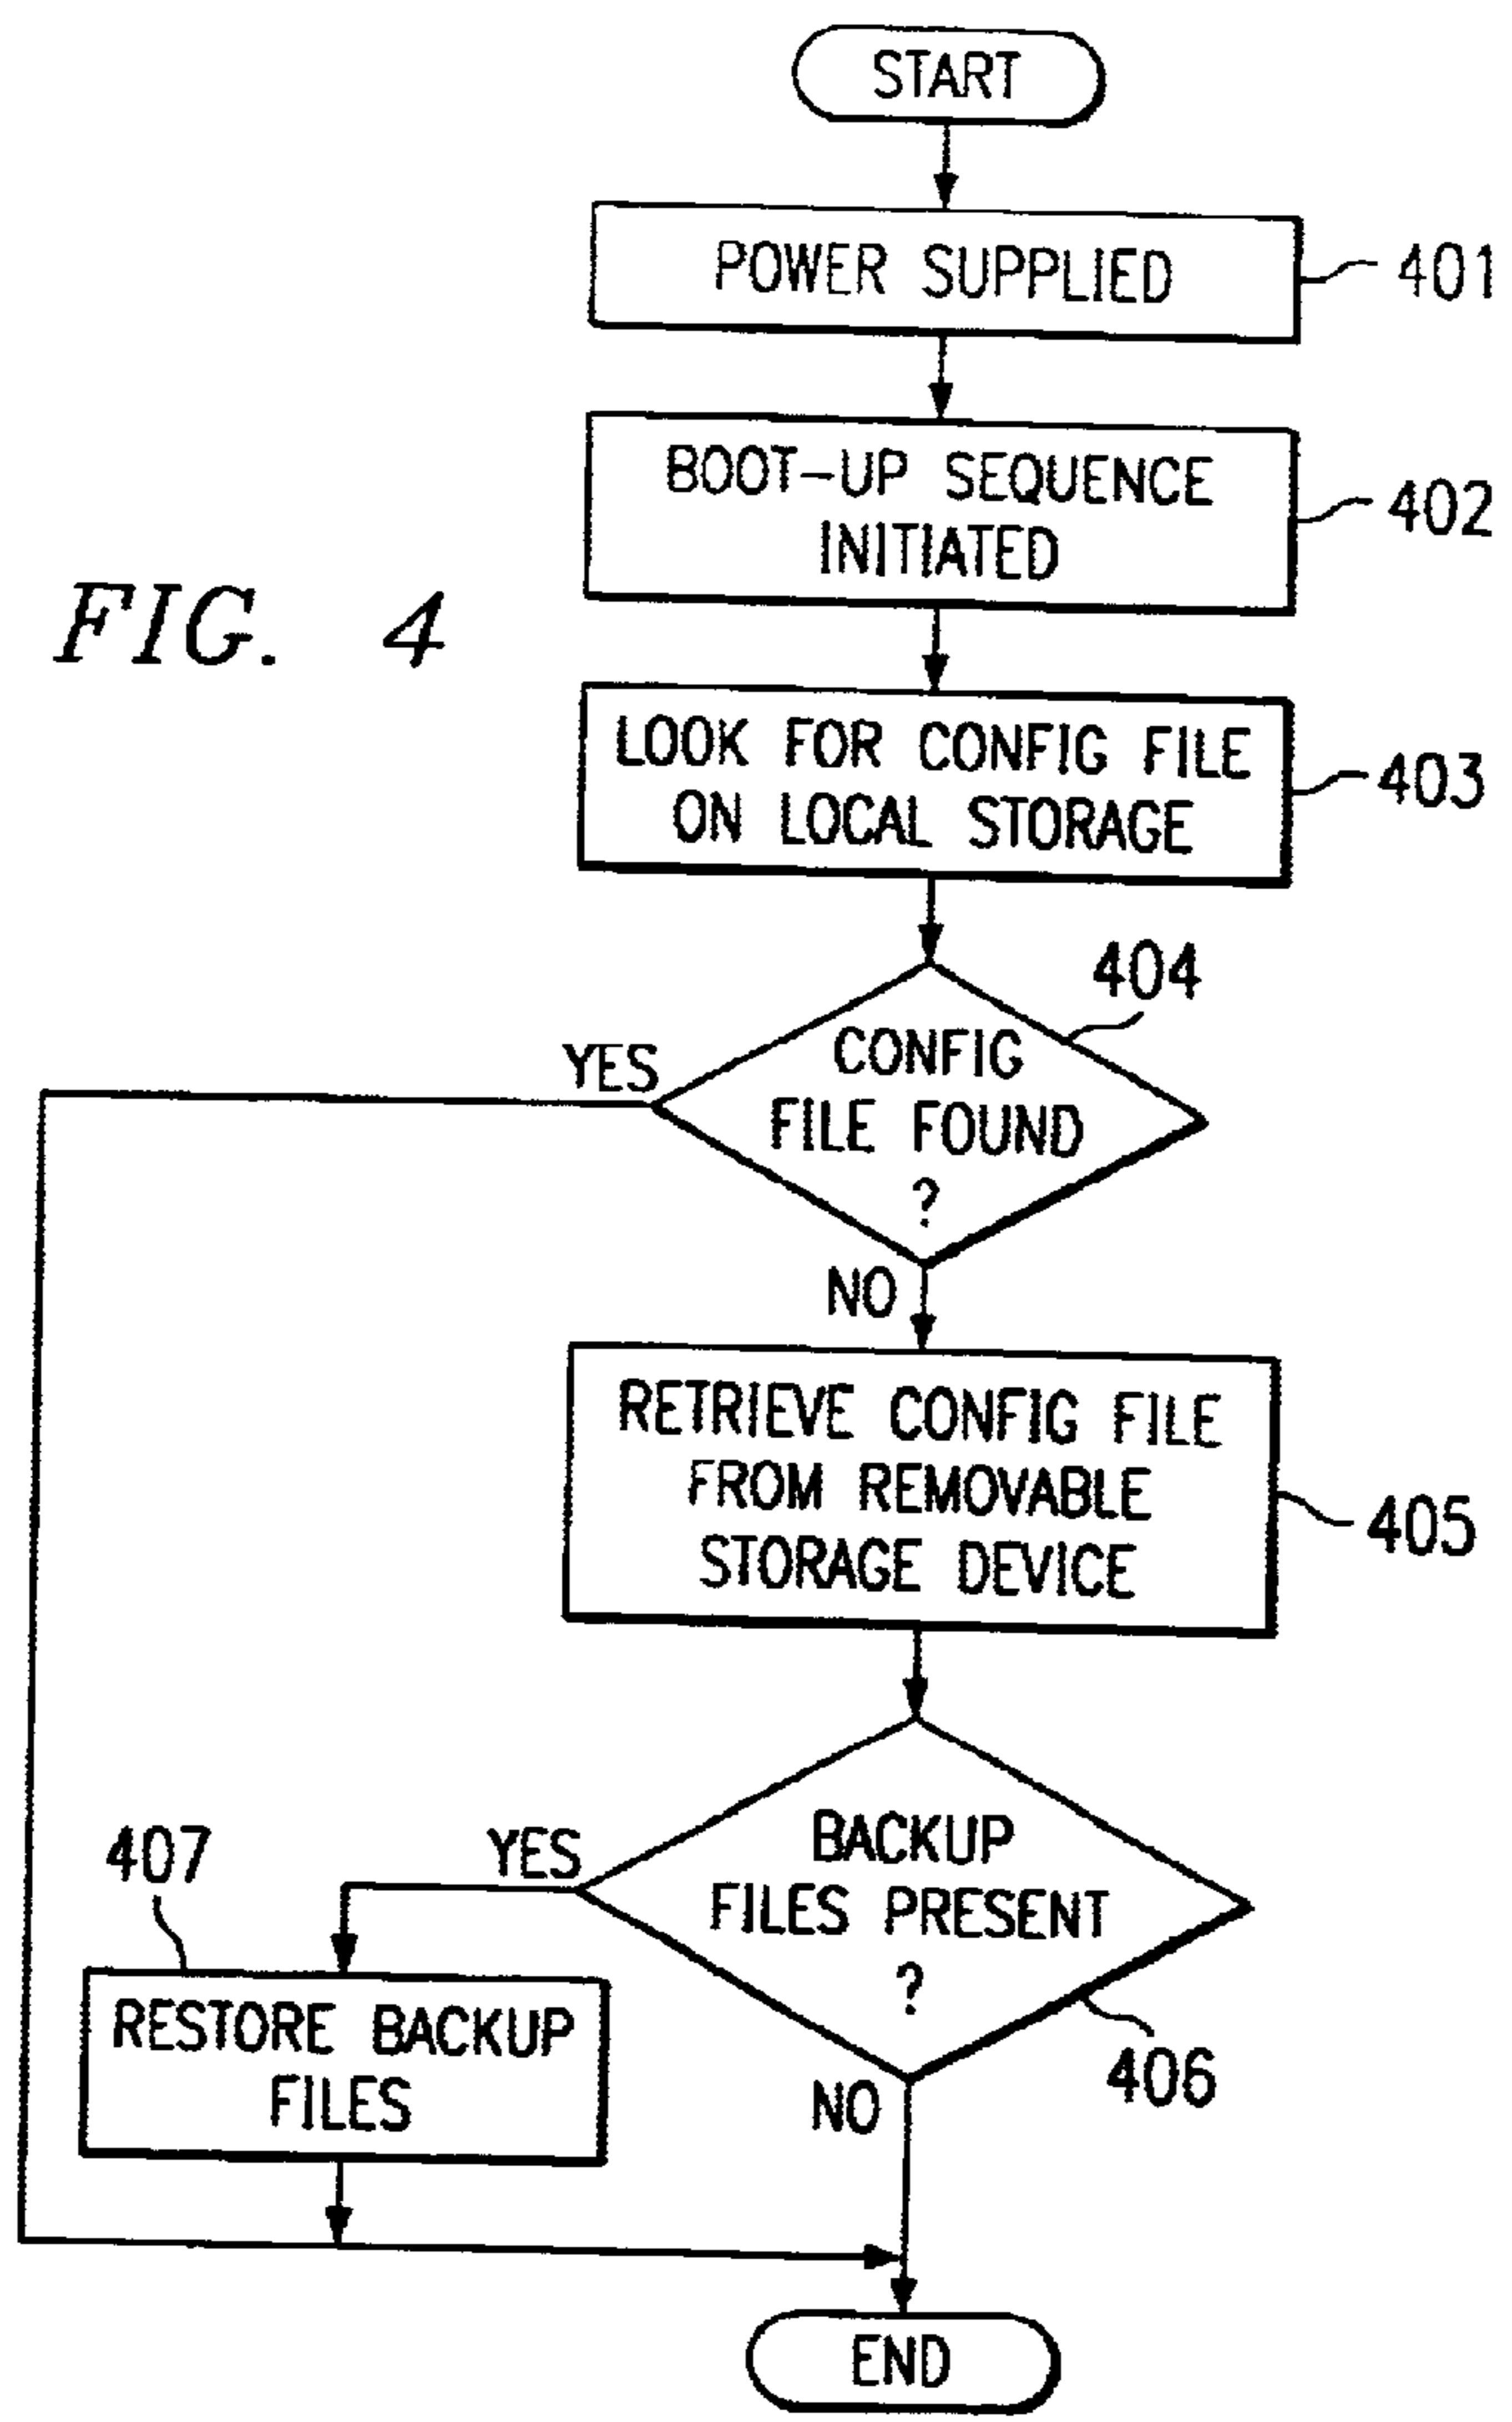 START
POWER SUPPLIED
401
BOOT-UP SEQUENCE
INITIATED
402
FIG. 4
LOOK FOR CONFIG FILE
ON LOCAL STORAGE
403
404
YES
CONFIG
FILE FOUND
?
NO
RETRIEVE CONFIG FILE
FROM REMOVABLE
STORAGE DEVICE
405
407
YES
BACKUP
FILES PRESENT
?
RESTORE BACKUP
FILES
NO
406
END